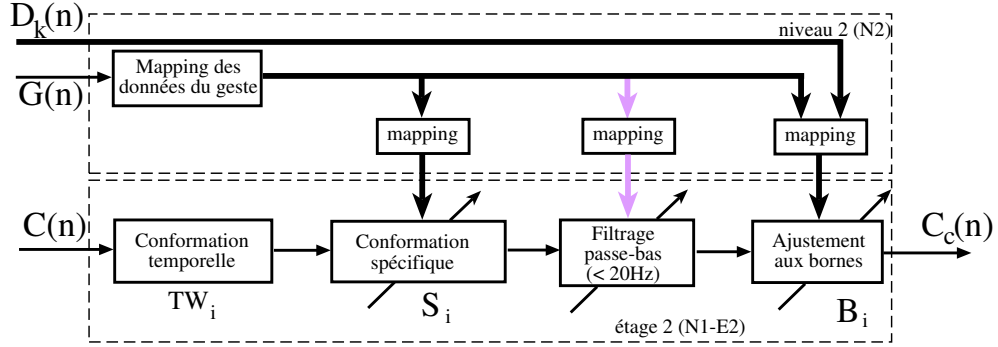 D_k(n)
niveau 2 (N2)
Mapping des
données du geste
G(n)
mapping
mapping
mapping
C(n)
Conformation
temporelle
Conformation
spécifique
Filtrage
passe-bas
(< 20Hz)
Ajustement
aux bornes
C_c(n)
TW_i
S_i
B_i
étage 2 (N1-E2)